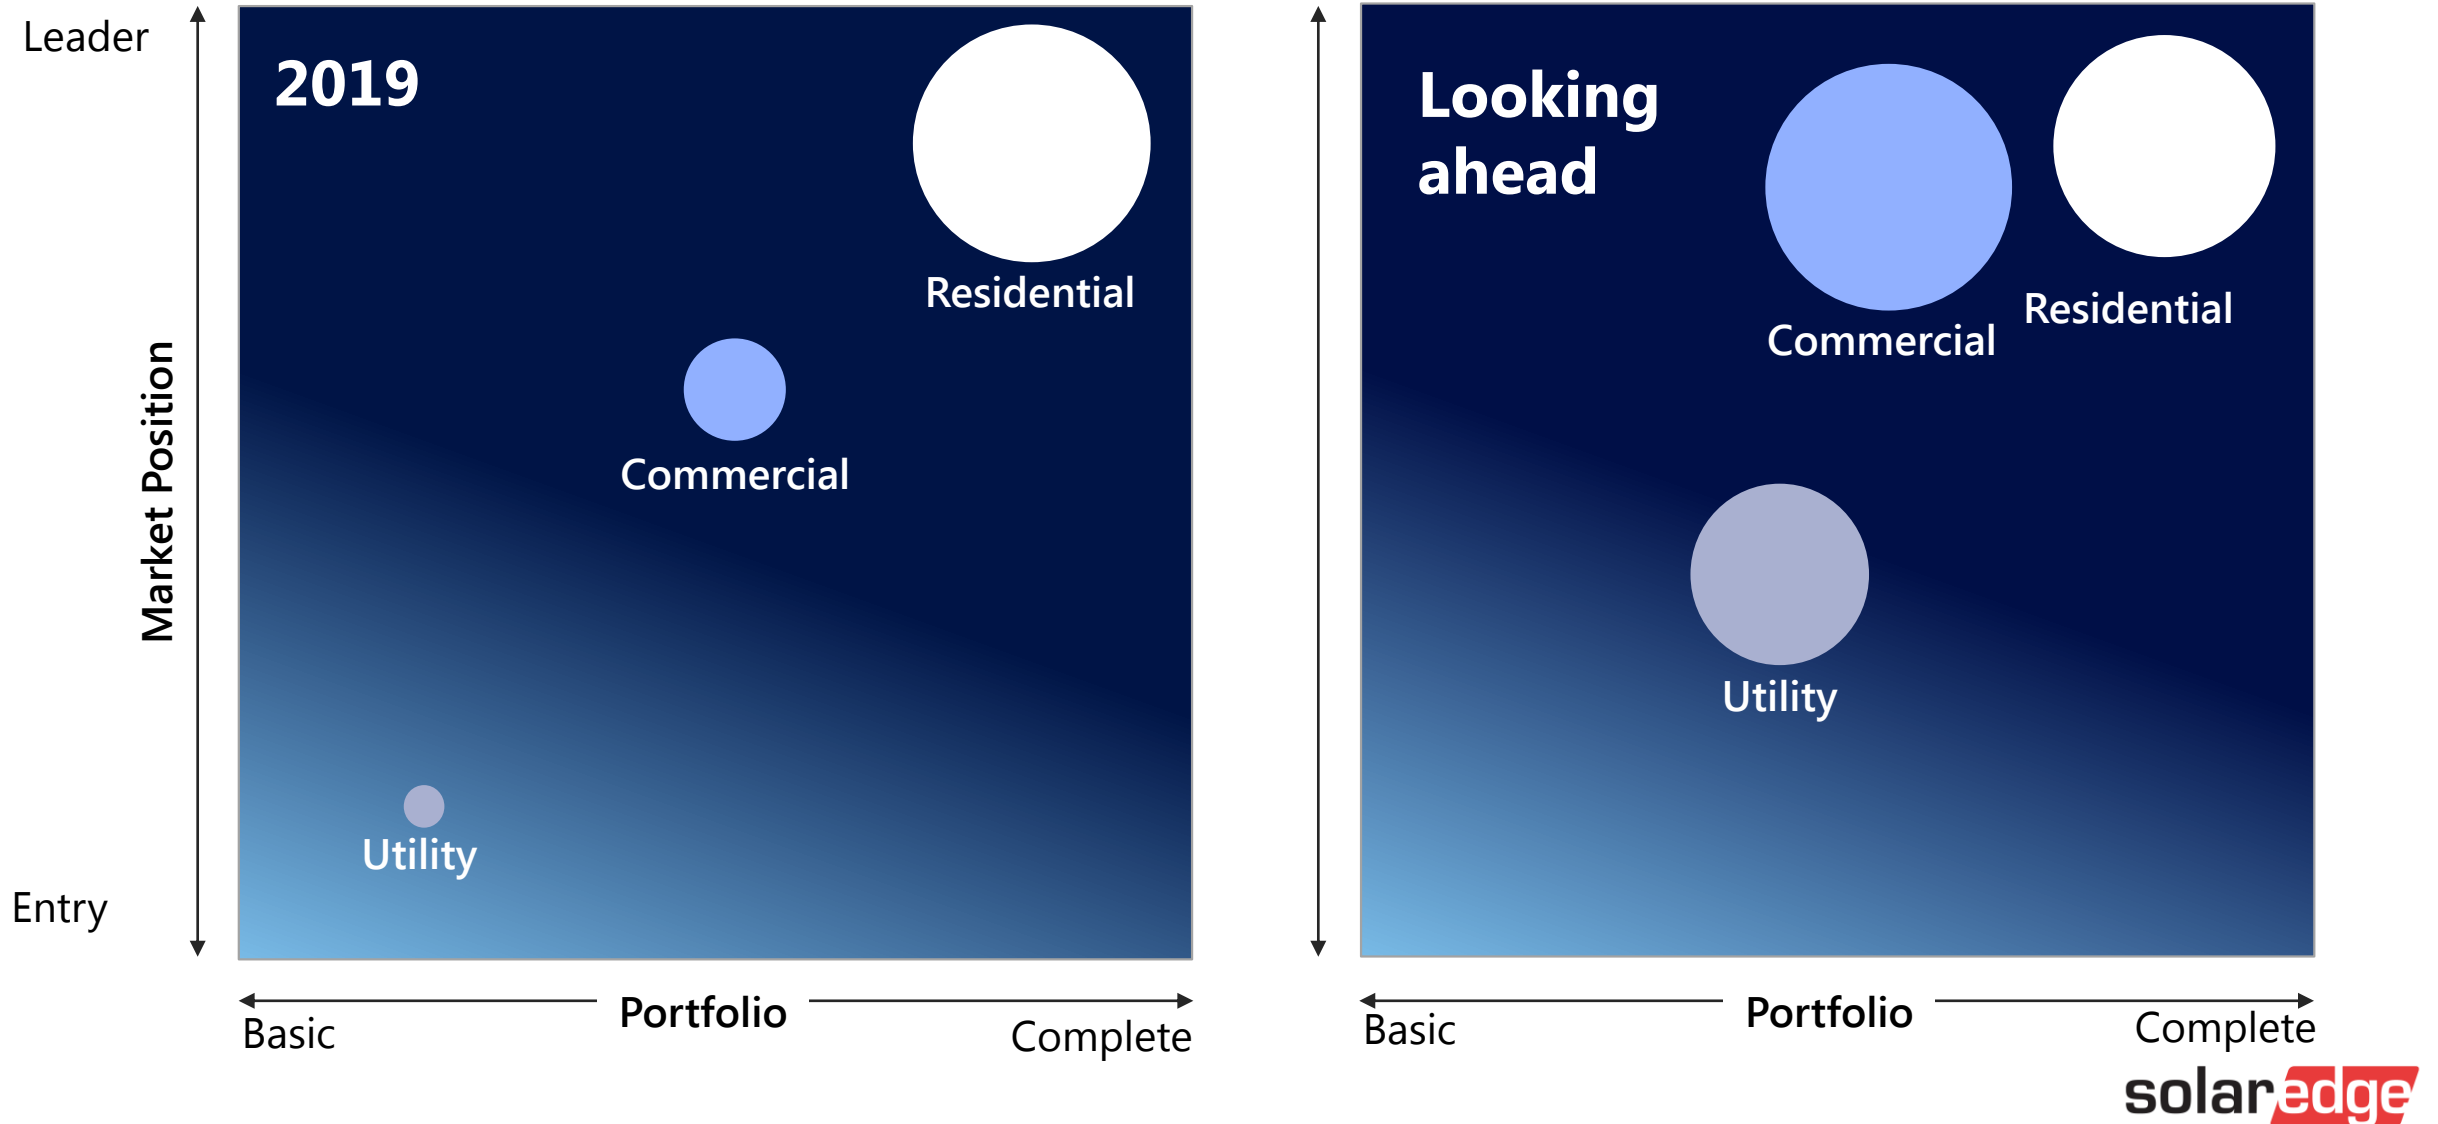 Leader
Market Position
Entry
2019
Residential
Commercial
Utility
Basic
Portfolio
Complete
Looking
ahead
Residential
Commercial
Utility
Basic
Portfolio
Complete
solaredge